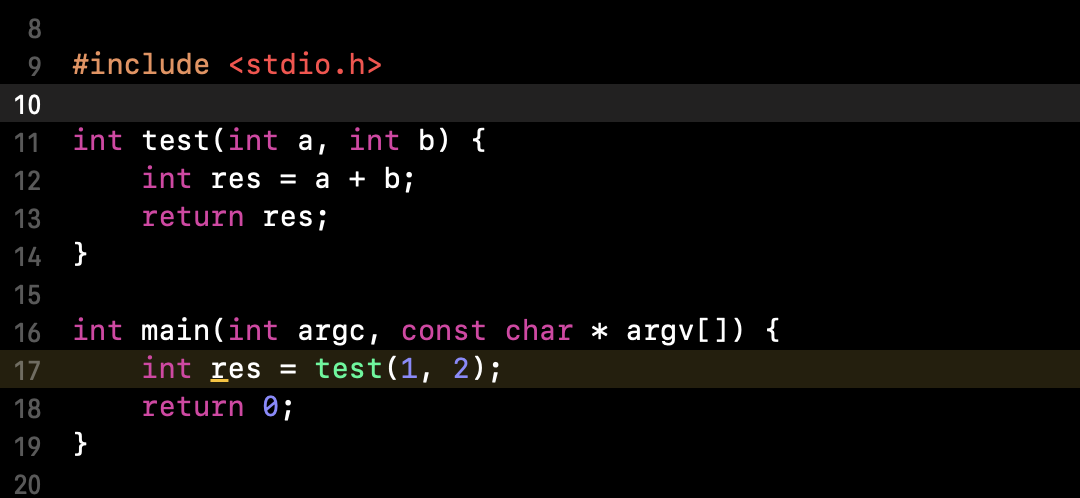 8
9 #include <stdio.h>
10
11 int test(int a, int b) {
12     int res = a + b;
13     return res;
14 }
15
16 int main(int argc, const char * argv[]) {
17     int res = test(1, 2);
18     return 0;
19 }
20